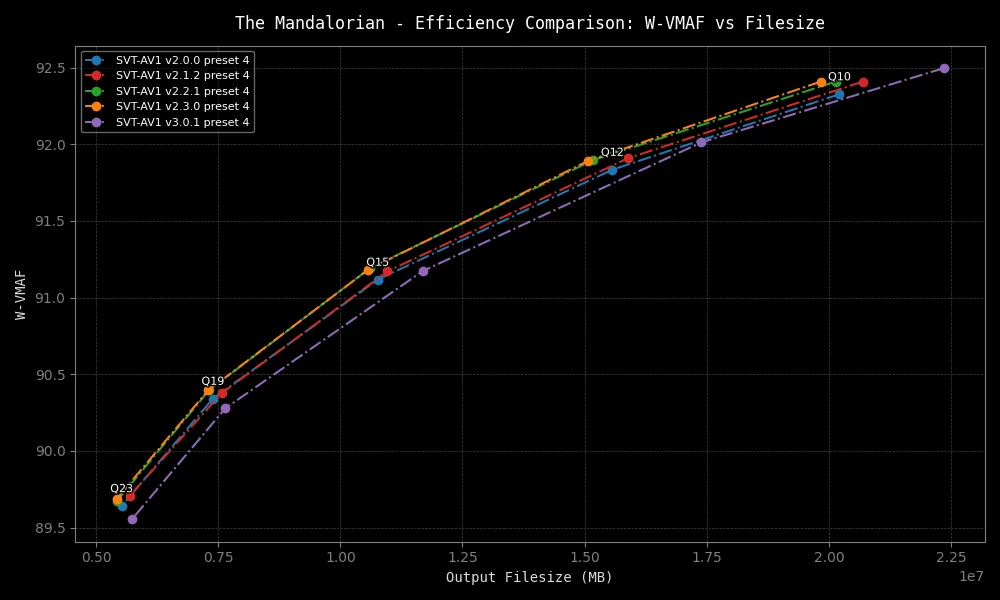 The Mandalorian - Efficiency Comparison: W-VMAF vs Filesize
SVT-AV1 v2.0.0 preset 4
SVT-AV1 v2.1.2 preset 4
SVT-AV1 v2.2.1 preset 4
SVT-AV1 v2.3.0 preset 4
SVT-AV1 v3.0.1 preset 4
92.5
92.0
91.5
91.0
90.5
90.0
89.5
W-VMAF
Q10
Q12
Q15
Q19
Q23
0.50 0.75 1.00 1.25 1.50 1.75 2.00 2.25
1e7
Output Filesize (MB)